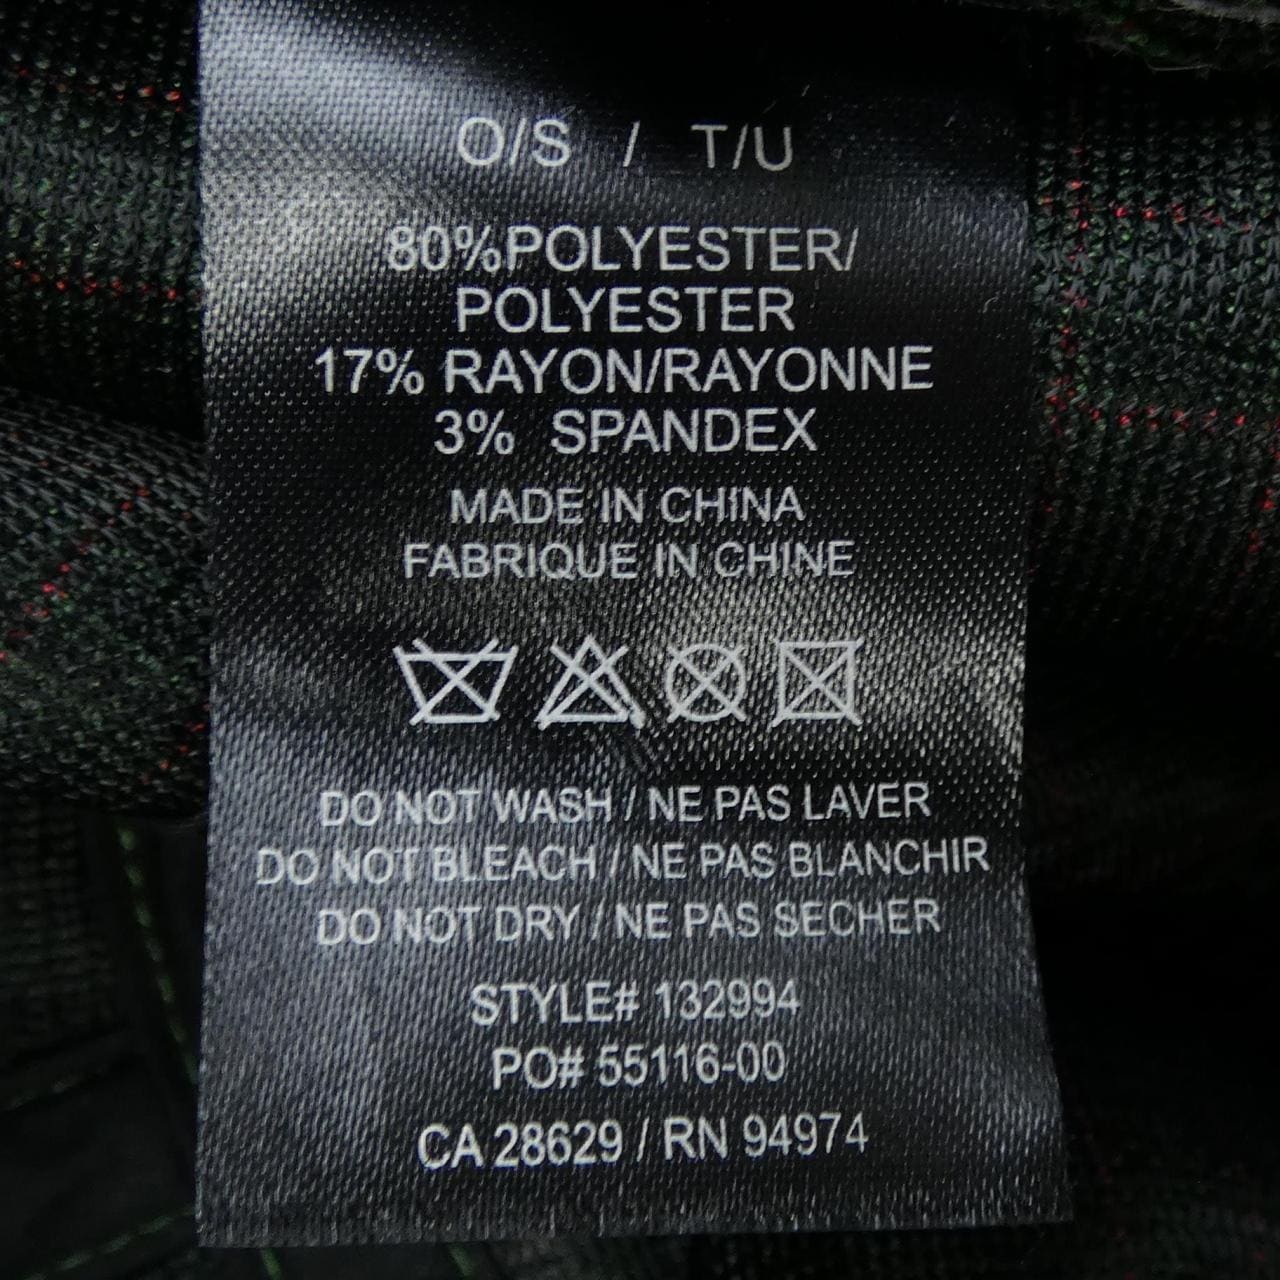 O/S / T/U
80%POLYESTER/
POLYESTER
17% RAYON/RAYONNE
3% SPANDEX
MADE IN CHINA
FABRIQUE IN CHINE
DO NOT WASH / NE PAS LAVER
DO NOT BLEACH / NE PAS BLANCHIR
DO NOT DRY / NE PAS SECHER
STYLE# 132994
PO# 55116-00
CA 28629 / RN 94974